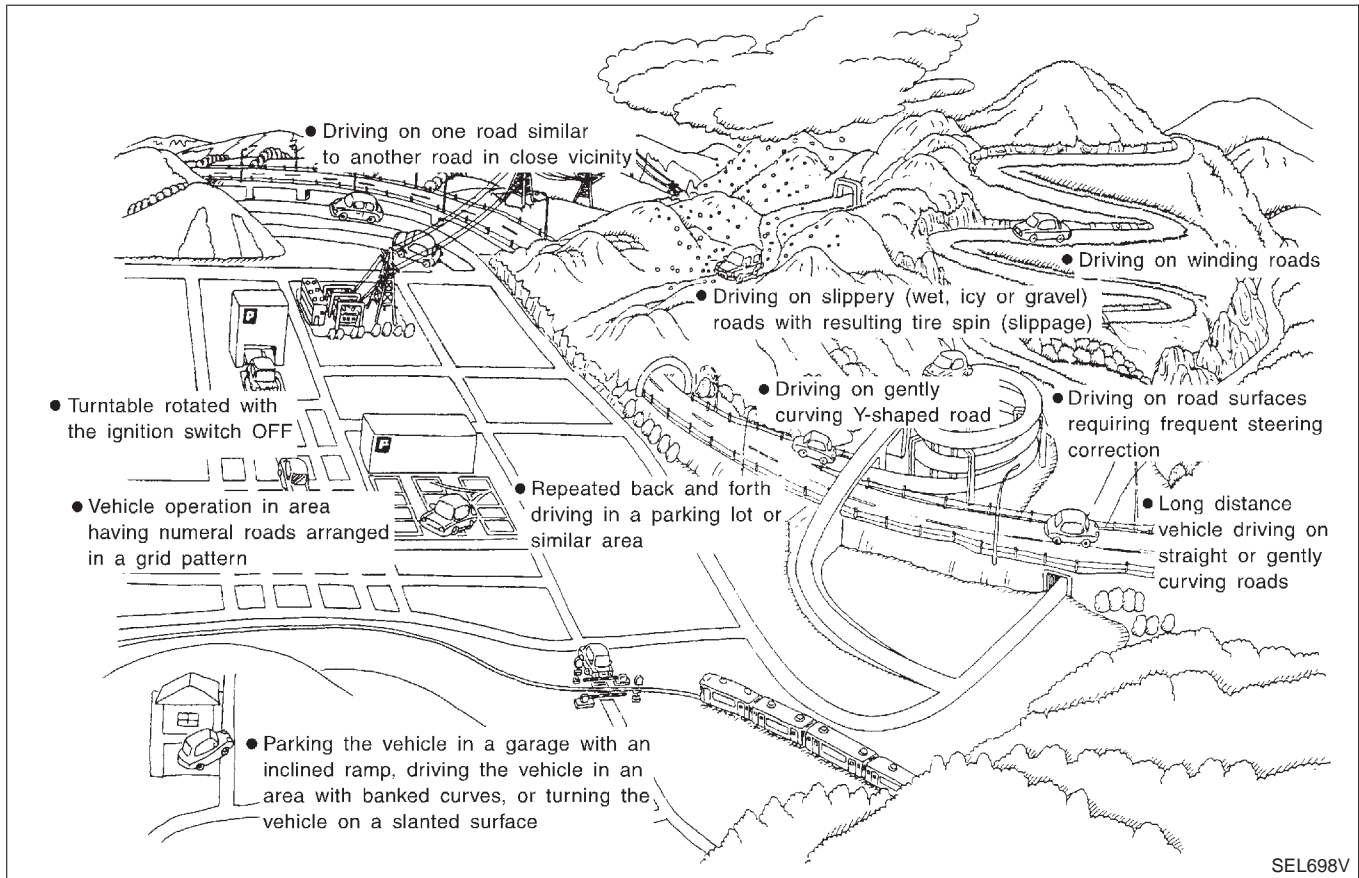 ● Driving on one road similar
to another road in close vicinity
● Driving on winding roads
● Driving on slippery (wet, icy or gravel)
roads with resulting tire spin (slippage)
P
● Turntable rotated with
the ignition switch OFF
● Driving on gently
curving Y-shaped road
● Driving on road surfaces
requiring frequent steering
correction
P
● Vehicle operation in area
having numeral roads arranged
in a grid pattern
● Repeated back and forth
driving in a parking lot or
similar area
● Long distance
vehicle driving on
straight or gently
curving roads
● Parking the vehicle in a garage with an
inclined ramp, driving the vehicle in an
area with banked curves, or turning the
vehicle on a slanted surface
SEL698V